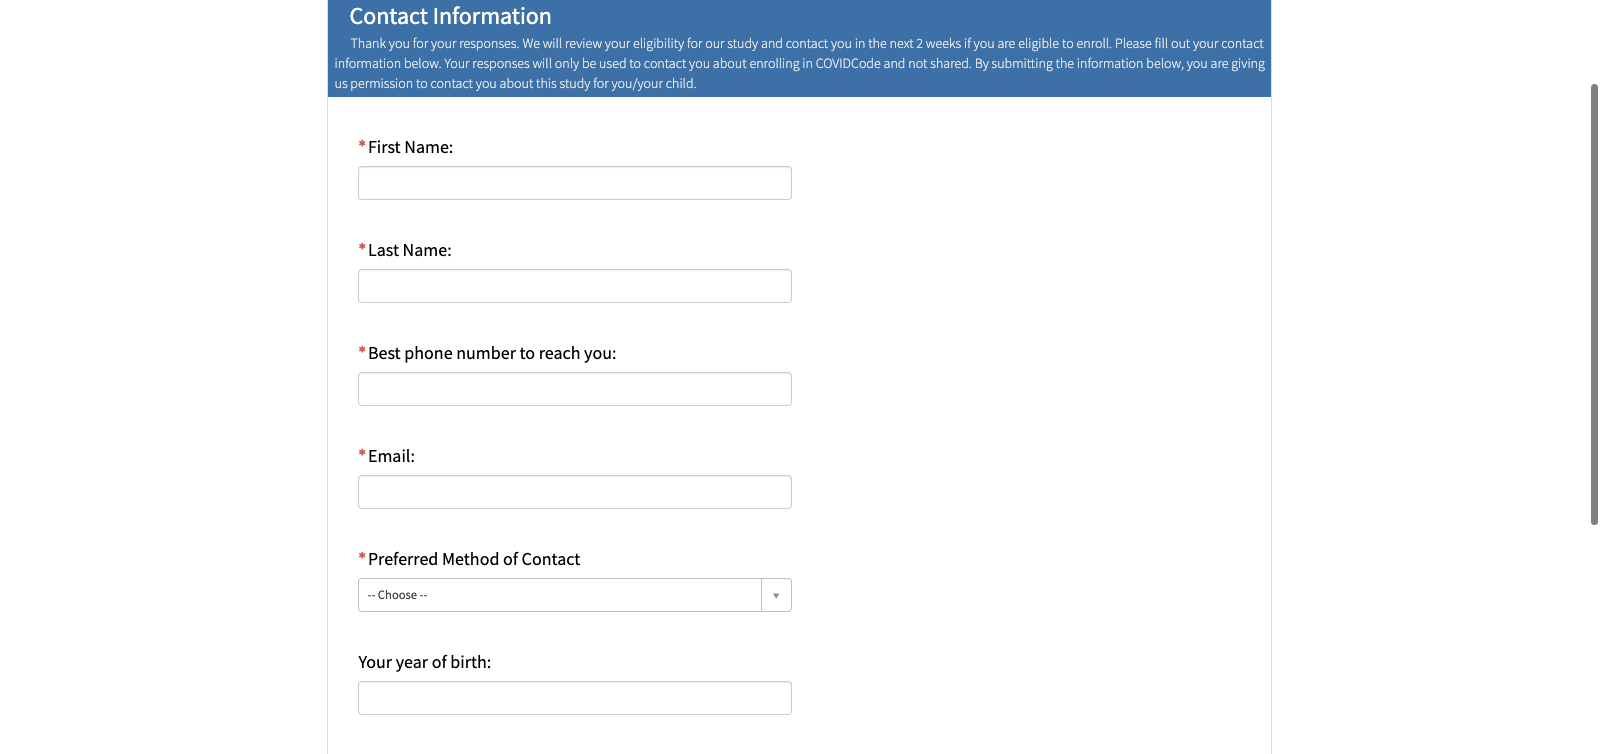 Contact Information
Thank you for your responses. We will review your eligibility for our study and contact you in the next 2 weeks if you are eligible to enroll. Please fill out your contact
information below. Your responses will only be used to contact you about enrolling in COVIDCode and not shared. By submitting the information below, you are giving
us permission to contact you about this study for you/your child.
*First Name:
*Last Name:
*Best phone number to reach you:
*Email:
*Preferred Method of Contact
-- Choose --
Your year of birth: